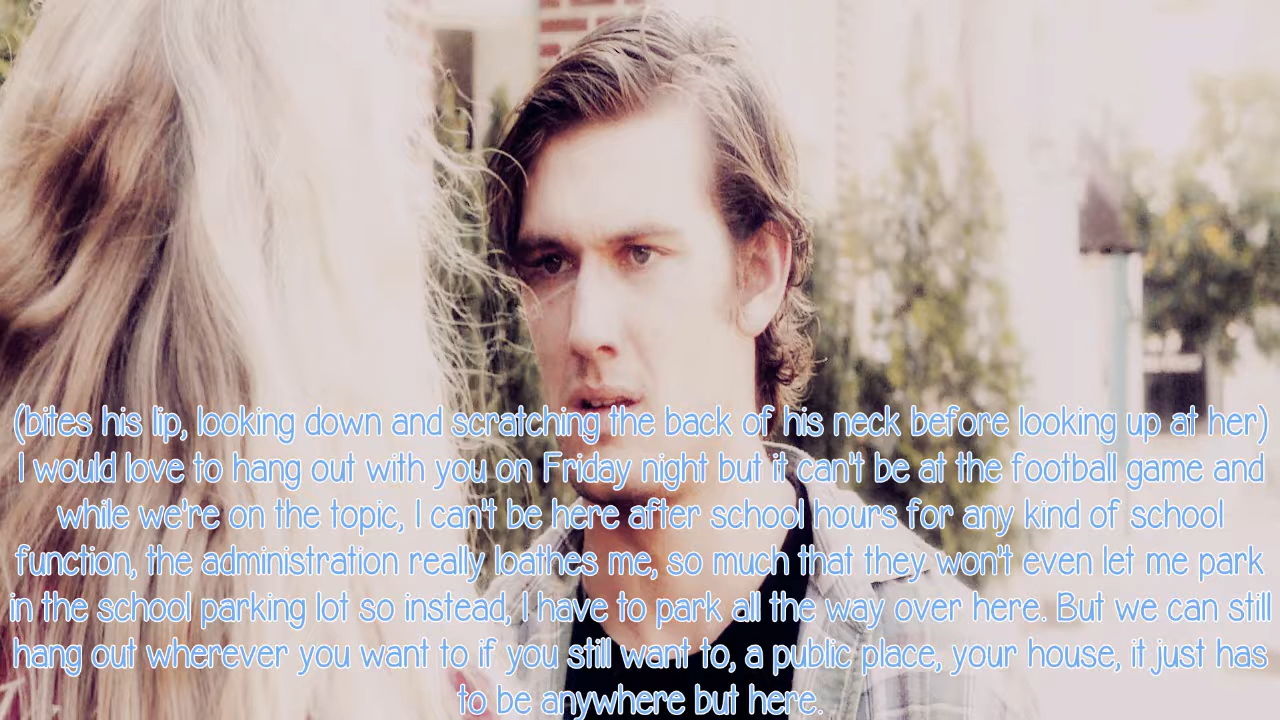 (bites his lip, looking down and scratching the back of his neck before looking up at her)
I would love to hang out with you on Friday night but it can't be at the football game and
while we're on the topic, I can't be here after school hours for any kind of school
function, the administration really loathes me, so much that they won't even let me park
in the school parking lot so instead, I have to park all the way over here. But we can still
hang out wherever you want to if you still want to, a public place, your house, it just has
to be anywhere but here.